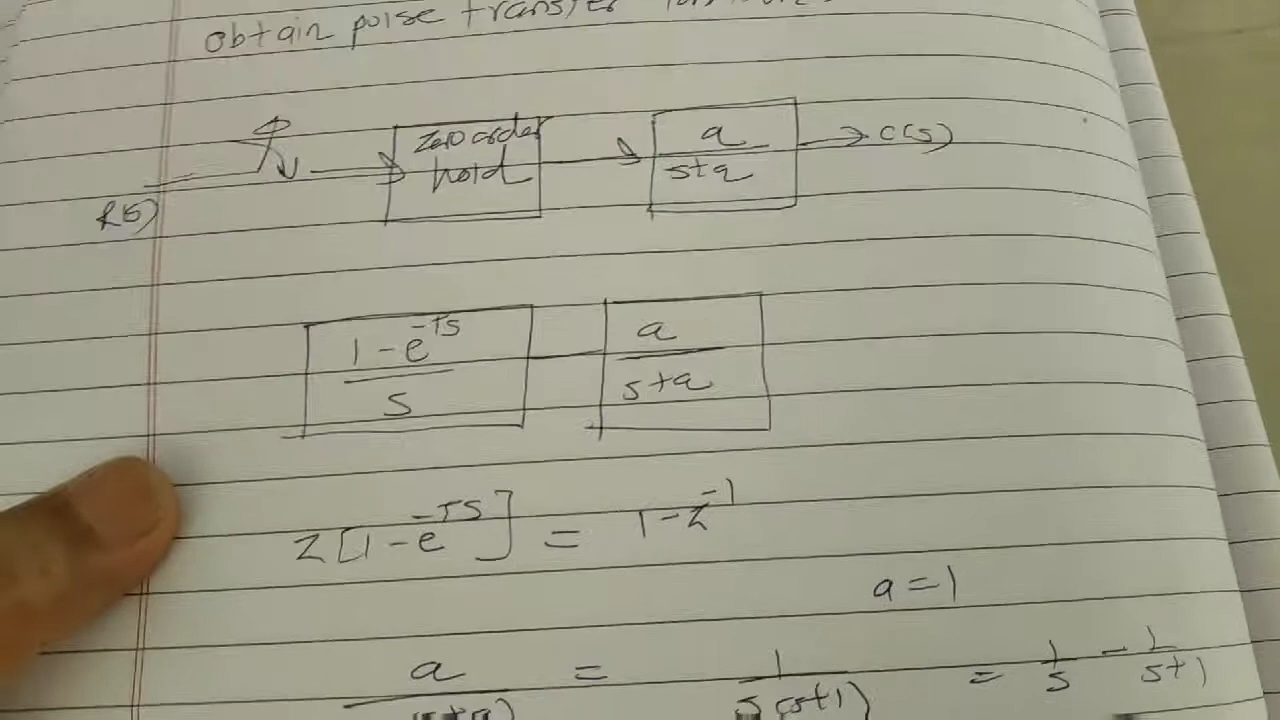 obtain pulse transfer
R(s) zero order hold a/(s+a) → C(s)
(1-e^-Ts)/s a/(s+a)
Z[1-e^-Ts] = 1-z^-1
a=1
a/(s(s+a)) = 1/(s(s+1)) = 1/s - 1/(s+1)